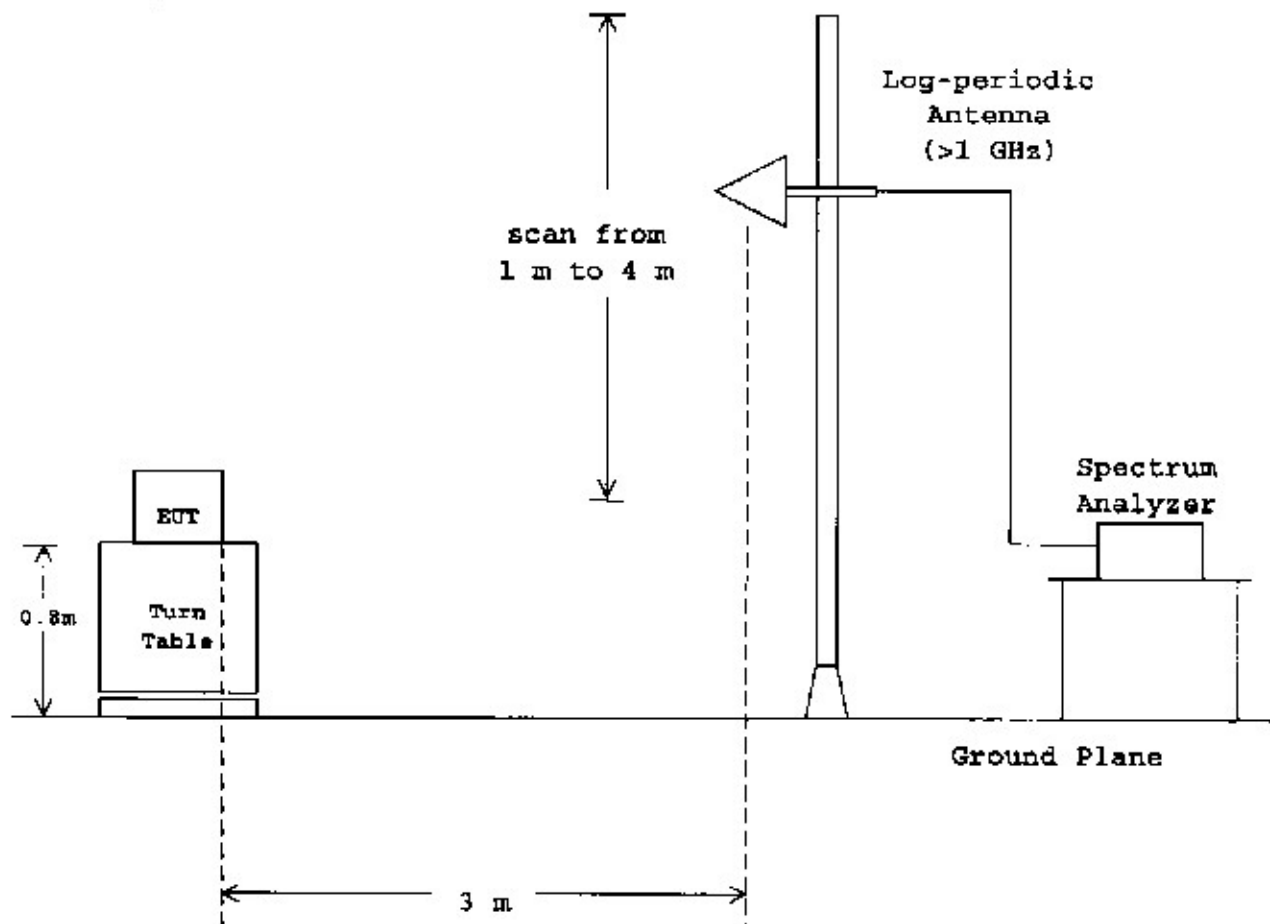 Log-periodic
Antenna
(>1 GHz)
scan from
1 m to 4 m
Spectrum
Analyzer
EUT
0.8m
Turn
Table
Ground Plane
3 m